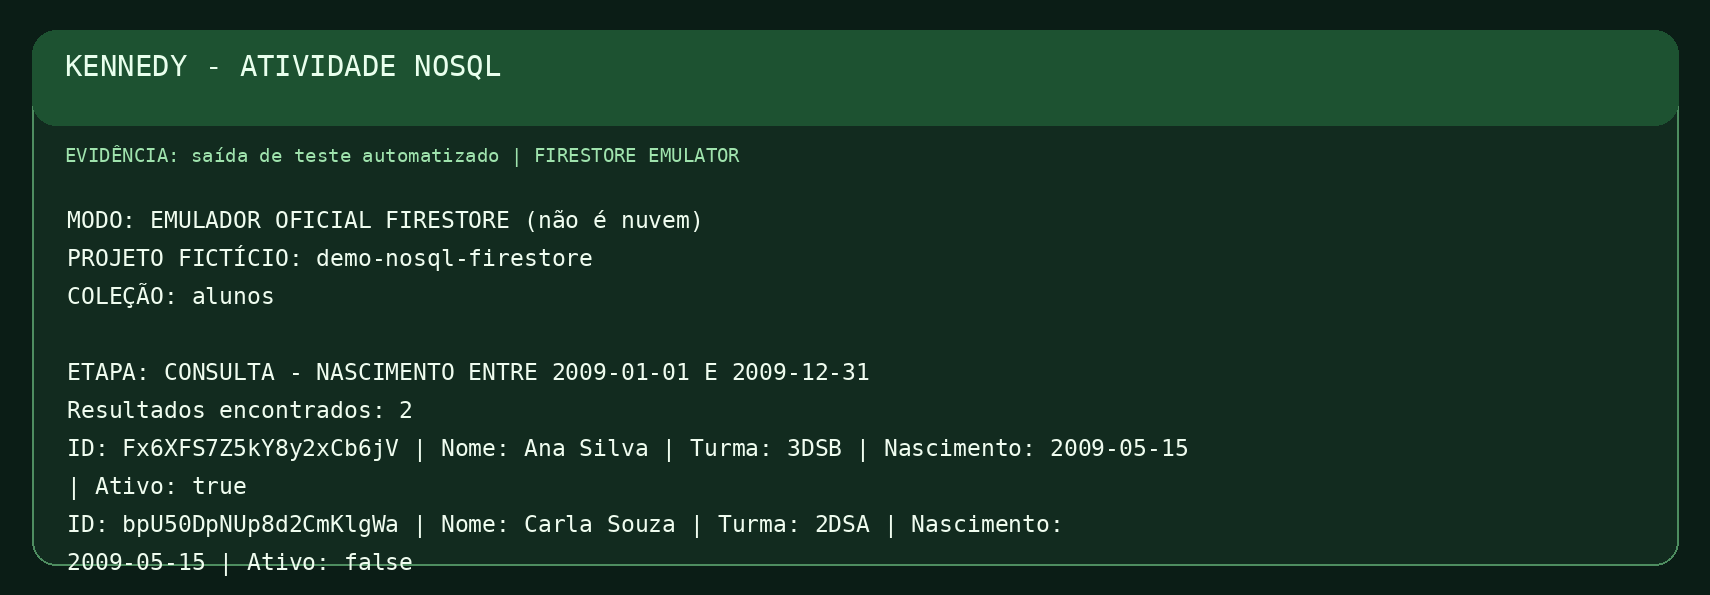 KENNEDY - ATIVIDADE NOSQL
EVIDÊNCIA: saída de teste automatizado | FIRESTORE EMULATOR
MODO: EMULADOR OFICIAL FIRESTORE (não é nuvem)
PROJETO FICTÍCIO: demo-nosql-firestore
COLEÇÃO: alunos
ETAPA: CONSULTA - NASCIMENTO ENTRE 2009-01-01 E 2009-12-31
Resultados encontrados: 2
ID: Fx6XFS7Z5kY8y2xCb6jV | Nome: Ana Silva | Turma: 3DSB | Nascimento: 2009-05-15
| Ativo: true
ID: bpU50DpNUp8d2CmKlgWa | Nome: Carla Souza | Turma: 2DSA | Nascimento:
2009-05-15 | Ativo: false